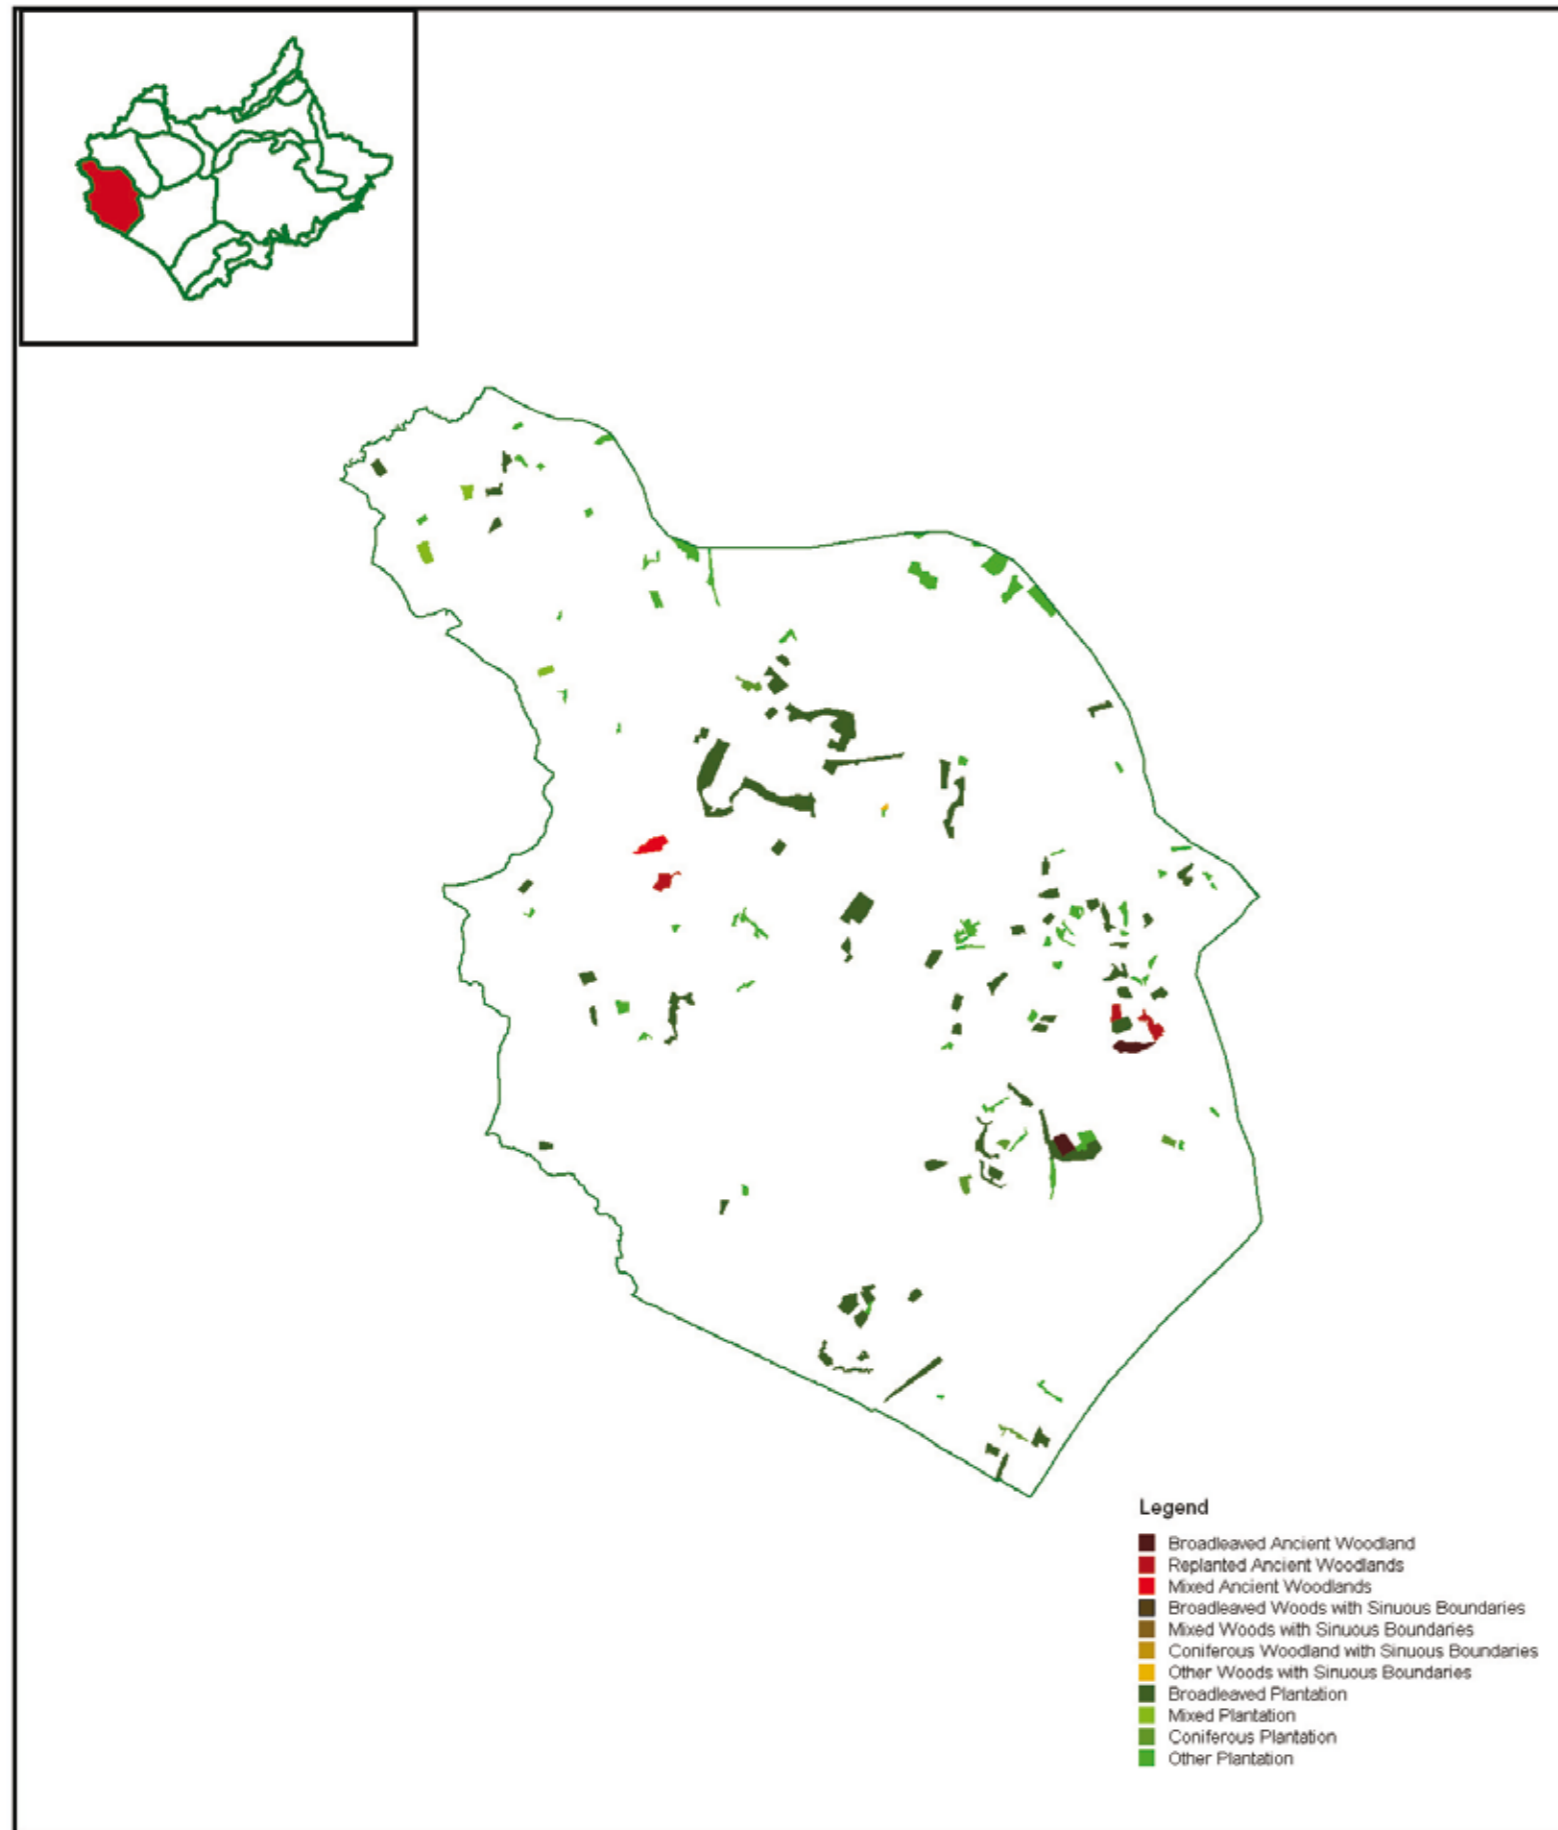 Legend
Broadleaved Ancient Woodland
Replanted Ancient Woodlands
Mixed Ancient Woodlands
Broadleaved Woods with Sinuous Boundaries
Mixed Woods with Sinuous Boundaries
Coniferous Woodland with Sinuous Boundaries
Other Woods with Sinuous Boundaries
Broadleaved Plantation
Mixed Plantation
Coniferous Plantation
Other Plantation